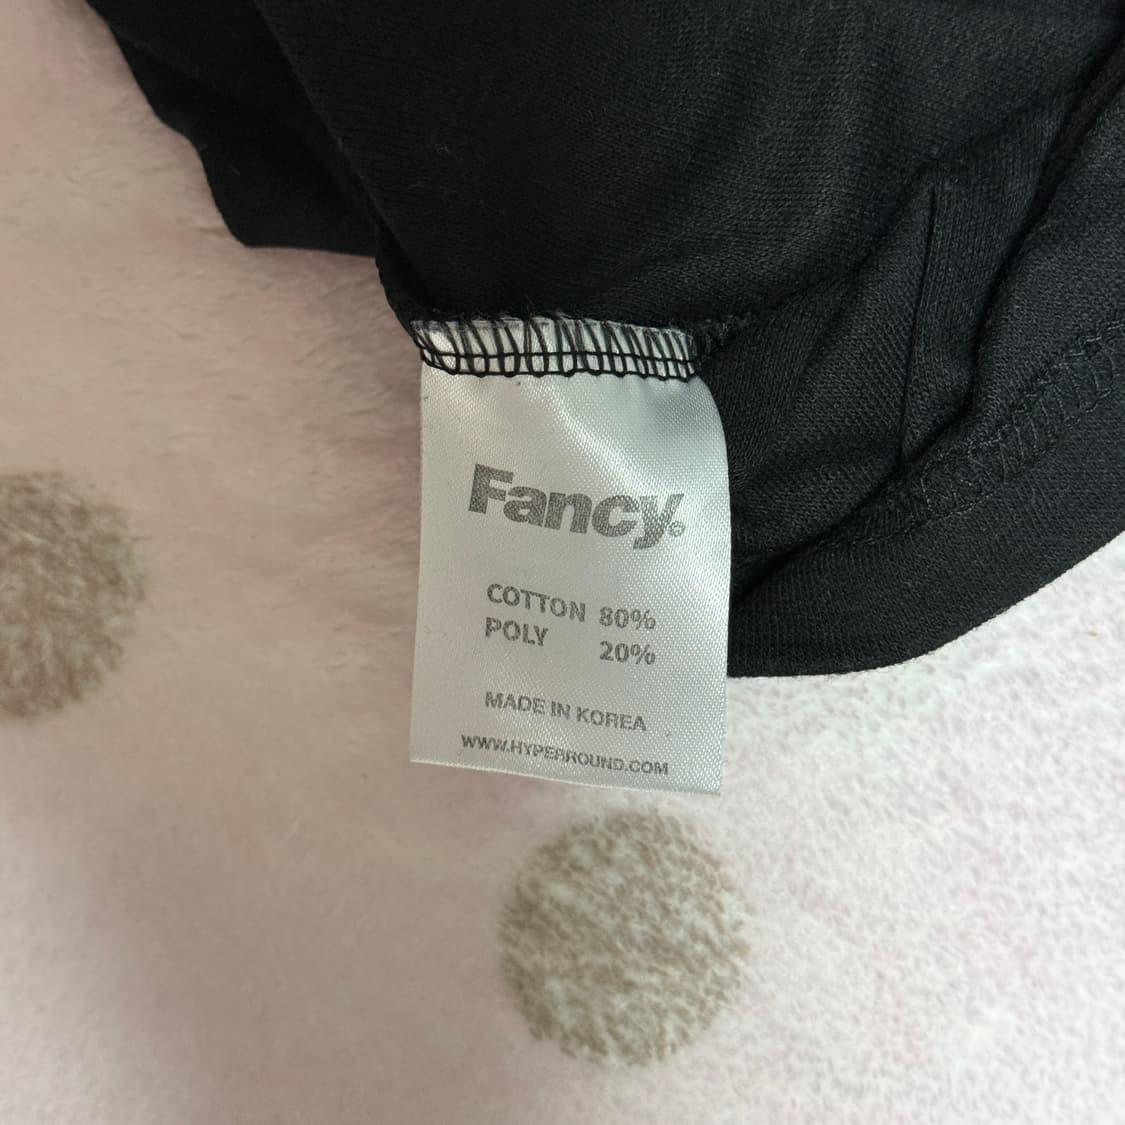 Fancy®
COTTON 80%
POLY 20%
MADE IN KOREA
WWW.HYPERROUND.COM